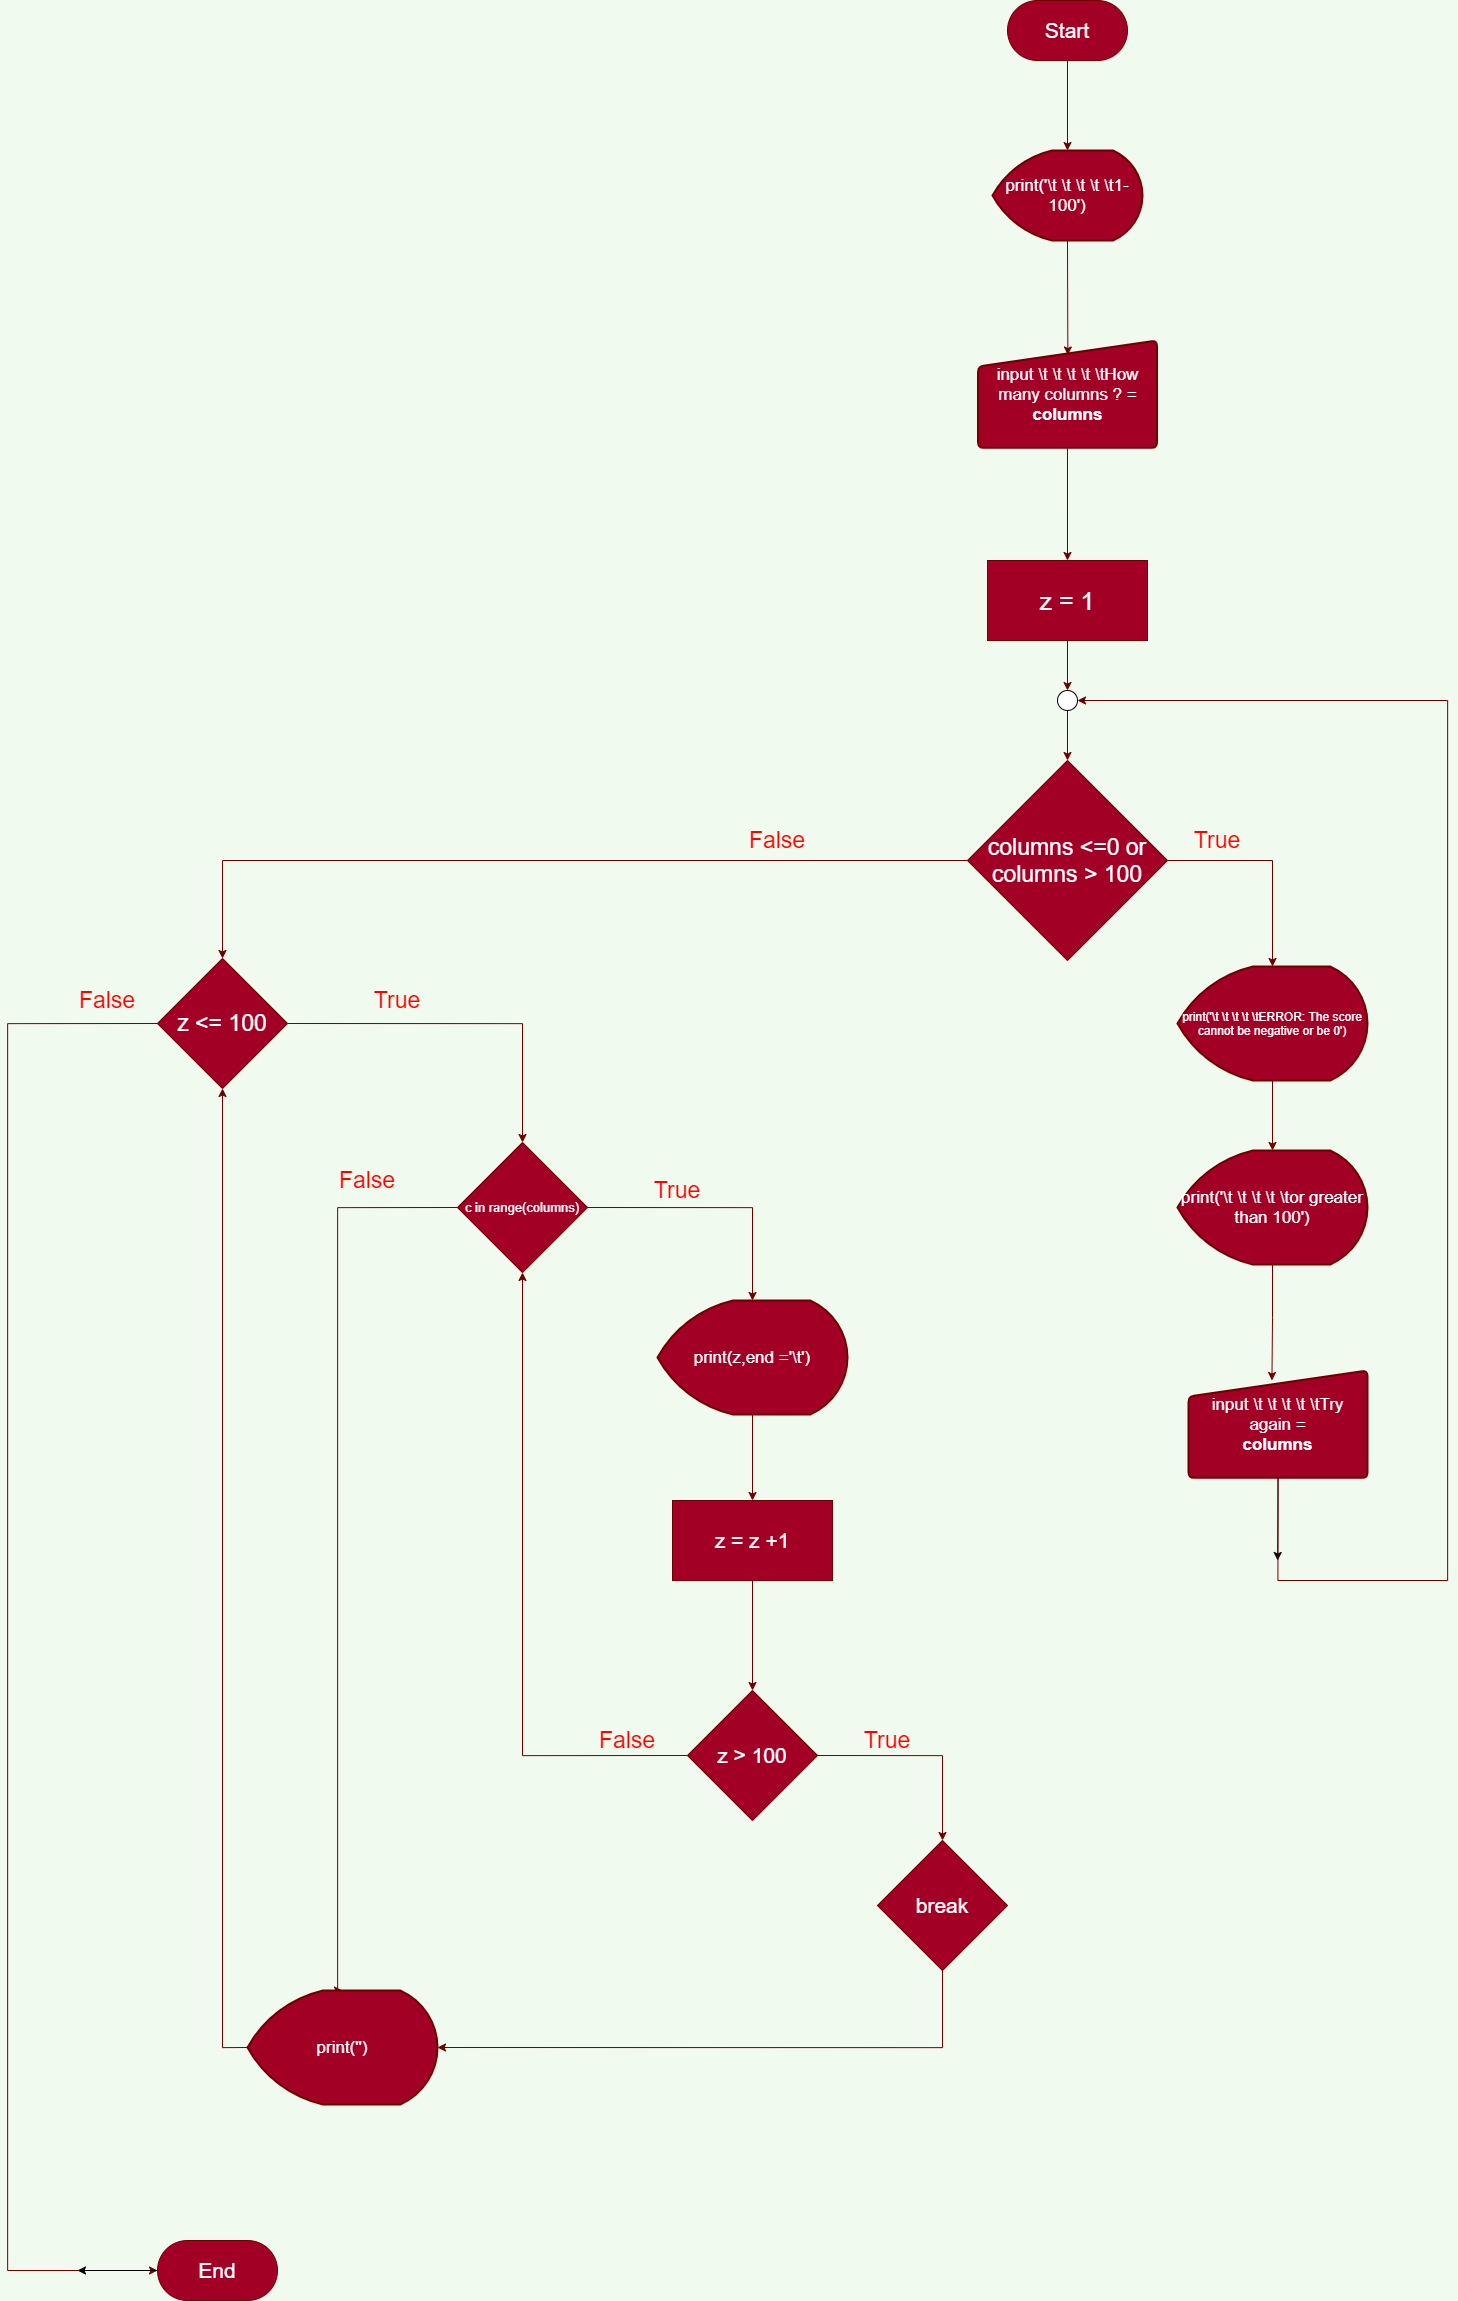 Start
print('\t \t \t \t \t1-
100')
input \t \t \t \t \tHow
many columns ? =
columns
z = 1
columns <=0 or
columns > 100
False
True
z <= 100
False
True
print('\t \t \t \t \tERROR: The score
cannot be negative or be 0')
c in range(columns)
False
True
print('\t \t \t \t \tor greater
than 100')
print(z,end ='\t')
input \t \t \t \t \tTry
again =
columns
z = z +1
z > 100
False
True
break
print('')
End